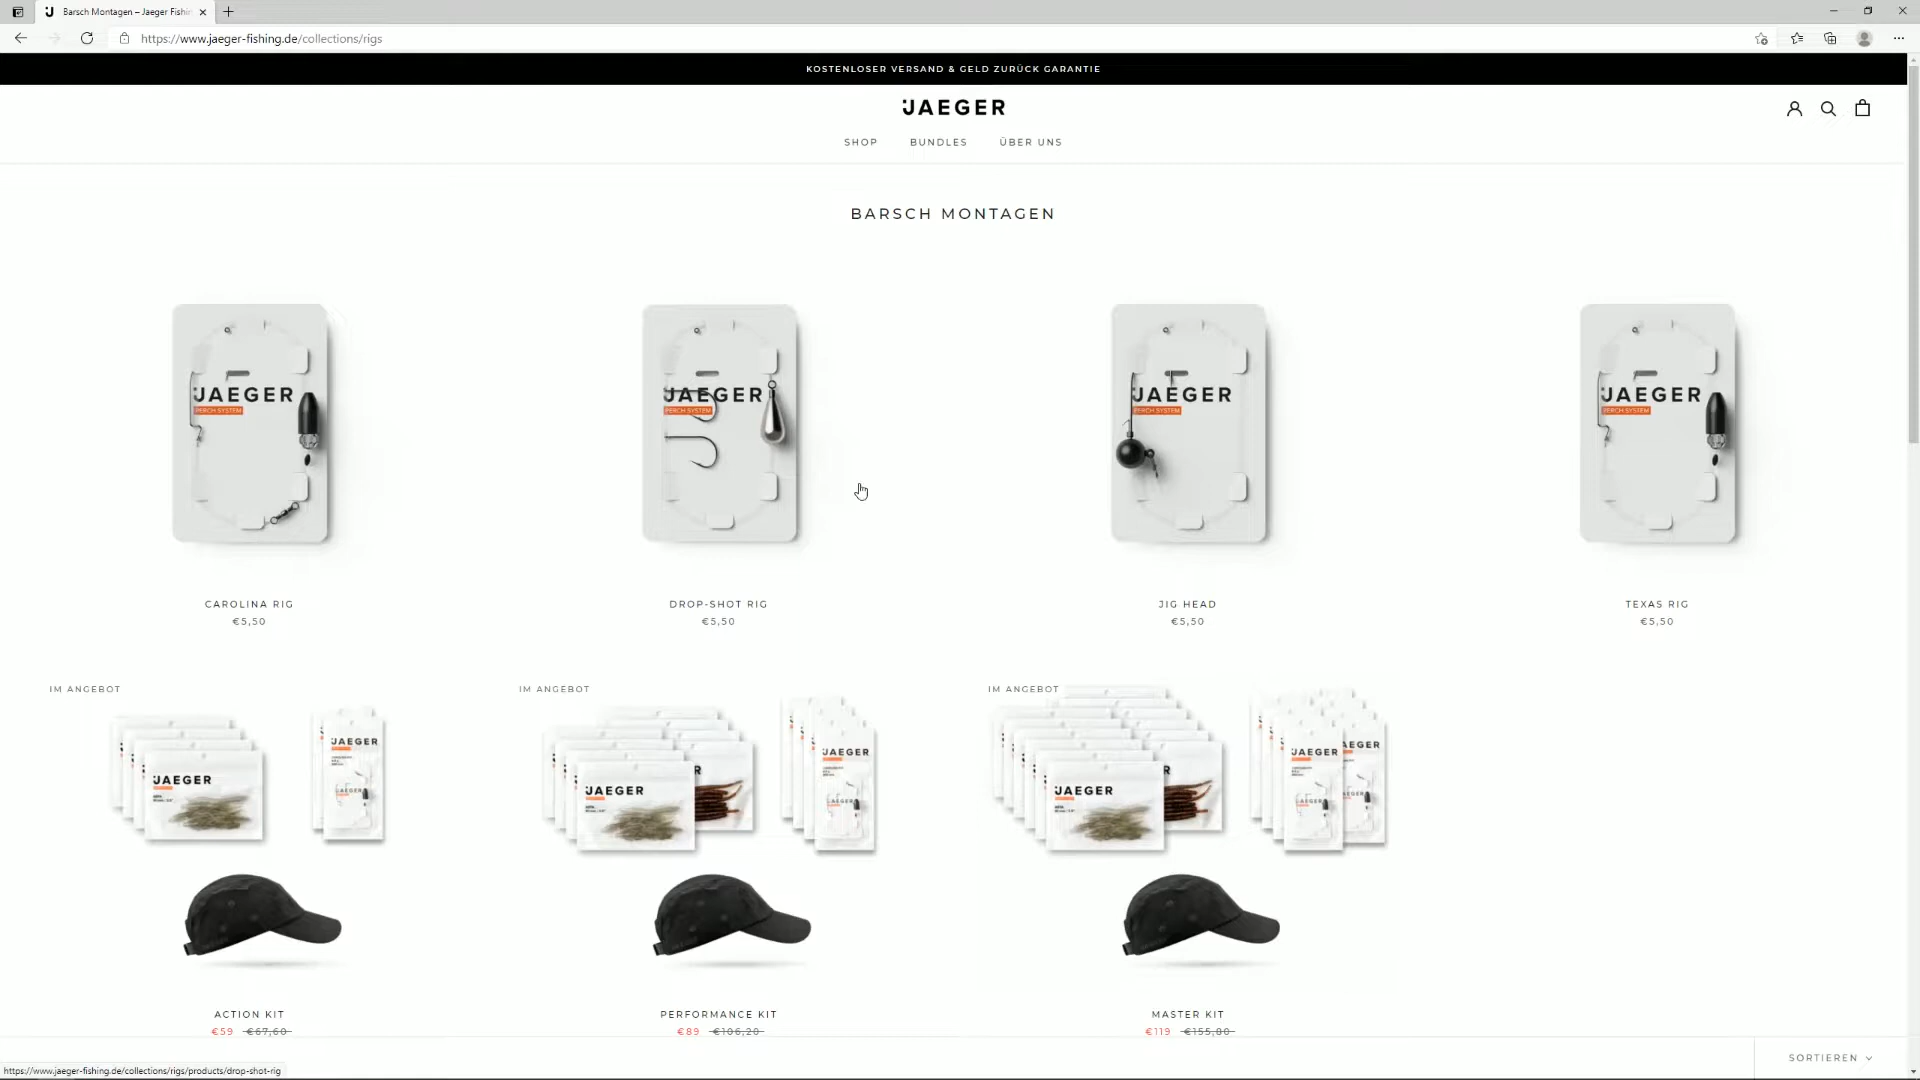 Barsch Montagen – Jaeger Fishin
https://www.jaeger-fishing.de/collections/rigs
KOSTENLOSER VERSAND & GELD ZURÜCK GARANTIE
JAEGER
SHOP BUNDLES ÜBER UNS
BARSCH MONTAGEN
JAEGER JAEGER JAEGER JAEGER
PERCH SYSTEM PERCH SYSTEM PERCH SYSTEM PERCH SYSTEM
CAROLINA RIG DROP-SHOT RIG JIG HEAD TEXAS RIG
€5,50 €5,50 €5,50 €5,50
IM ANGEBOT IM ANGEBOT IM ANGEBOT
JAEGER JAEGER JAEGER JAEGER JAEGER JAEGER AEGER
ACTION KIT PERFORMANCE KIT MASTER KIT
€59 €67,60 €89 €106,20 €119 €155,80
SORTIEREN
https://www.jaeger-fishing.de/collections/rigs/products/drop-shot-rig